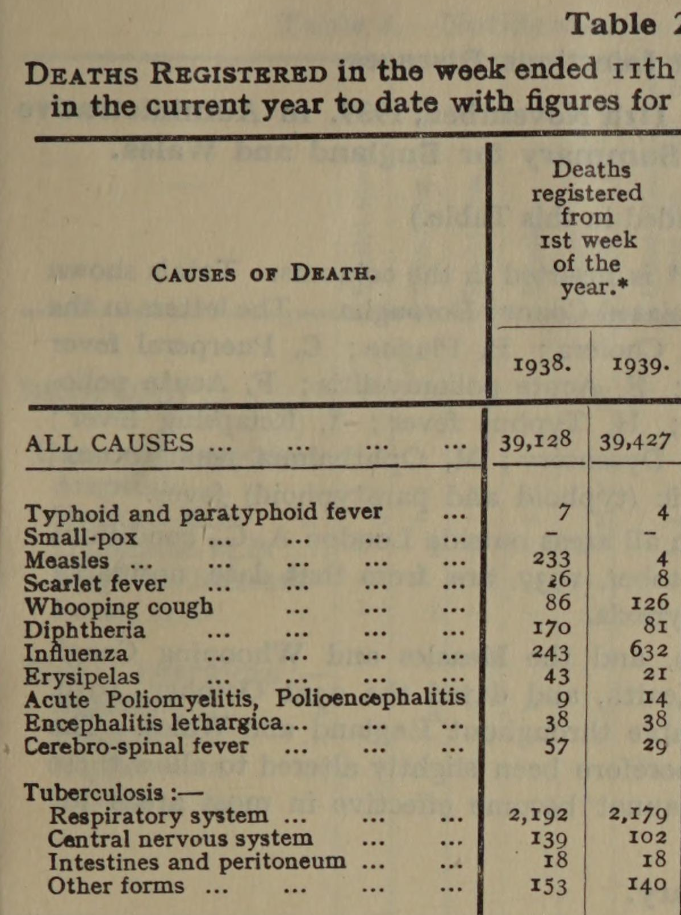 Table 2
DEATHS REGISTERED in the week ended 11th
in the current year to date with figures for
CAUSES OF DEATH.
Deaths
registered
from
1st week
of the
year.*
1938. 1939.
ALL CAUSES ... ... ... ... 39,128 39,427
Typhoid and paratyphoid fever ... 7 4
Small-pox ... ... ... ... – –
Measles ... ... ... ... 233 4
Scarlet fever ... ... ... ... 26 8
Whooping cough ... ... ... 86 126
Diphtheria ... ... ... ... 170 81
Influenza ... ... ... ... 243 632
Erysipelas ... ... ... ... 43 21
Acute Poliomyelitis, Polioencephalitis 9 14
Encephalitis lethargica... ... ... 38 38
Cerebro-spinal fever ... ... ... 57 29
Tuberculosis :—
Respiratory system ... ... ... 2,192 2,179
Central nervous system ... ... 139 102
Intestines and peritoneum ... ... 18 18
Other forms ... ... ... ... 153 140